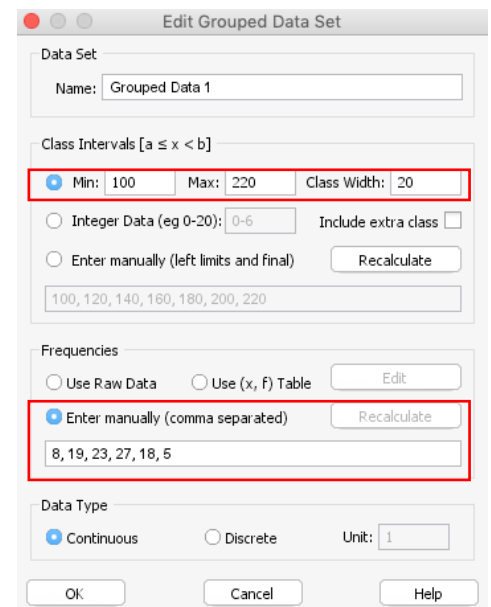 Edit Grouped Data Set
Data Set
Name: Grouped Data 1
Class Intervals [a ≤ x < b]
Min: 100 Max: 220 Class Width: 20
Integer Data (eg 0-20): 0-6 Include extra class
Enter manually (left limits and final) Recalculate
100, 120, 140, 160, 180, 200, 220
Frequencies
Use Raw Data Use (x, f) Table Edit
Enter manually (comma separated) Recalculate
8, 19, 23, 27, 18, 5
Data Type
Continuous Discrete Unit: 1
OK Cancel Help